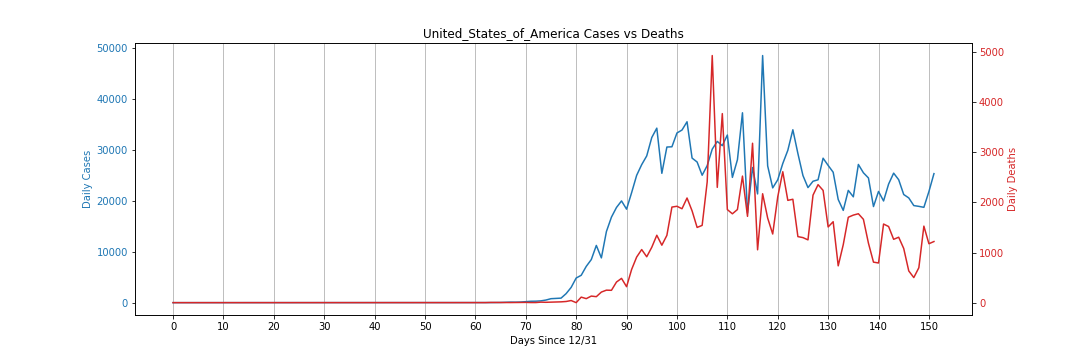 United_States_of_America Cases vs Deaths
50000
40000
30000
20000
10000
0
Daily Cases
5000
4000
3000
2000
1000
0
Daily Deaths
0 10 20 30 40 50 60 70 80 90 100 110 120 130 140 150
Days Since 12/31